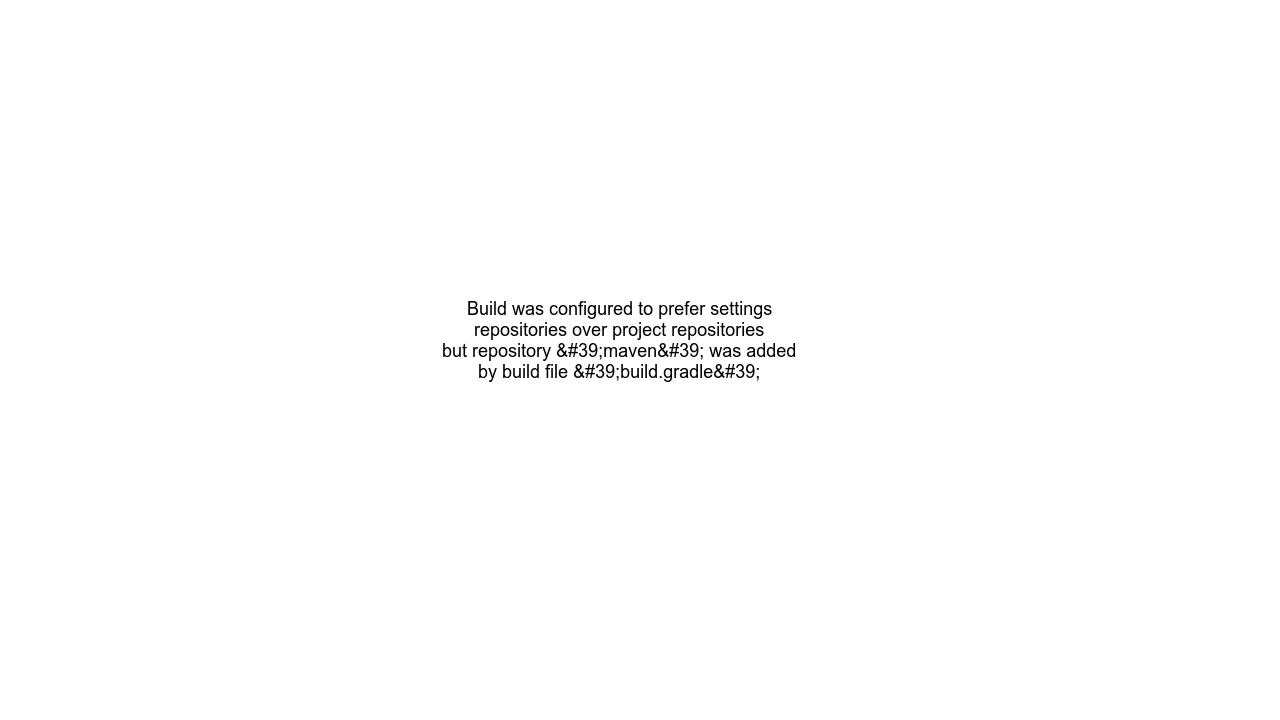 Build was configured to prefer settings
repositories over project repositories
but repository &#39;maven&#39; was added
by build file &#39;build.gradle&#39;